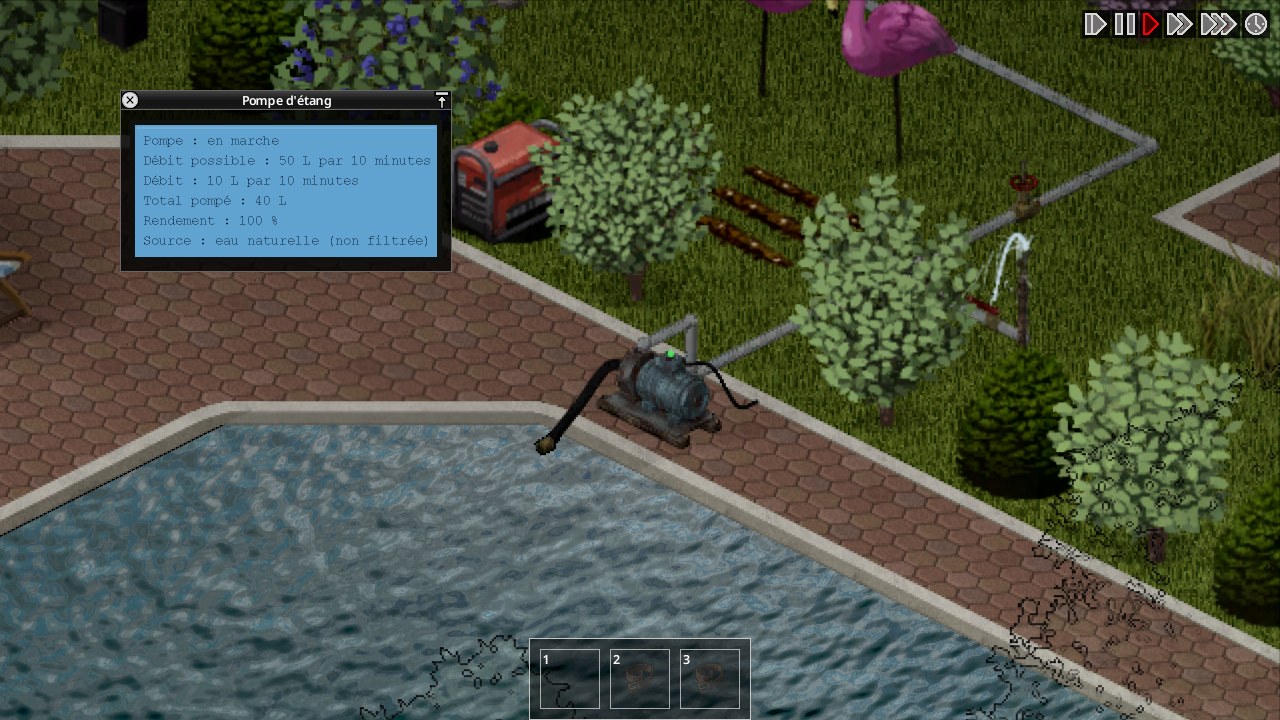 Pompe d'étang
Pompe : en marche
Débit possible : 50 L par 10 minutes
Débit : 10 L par 10 minutes
Total pompé : 40 L
Rendement : 100 %
Source : eau naturelle (non filtrée)
1
2
3